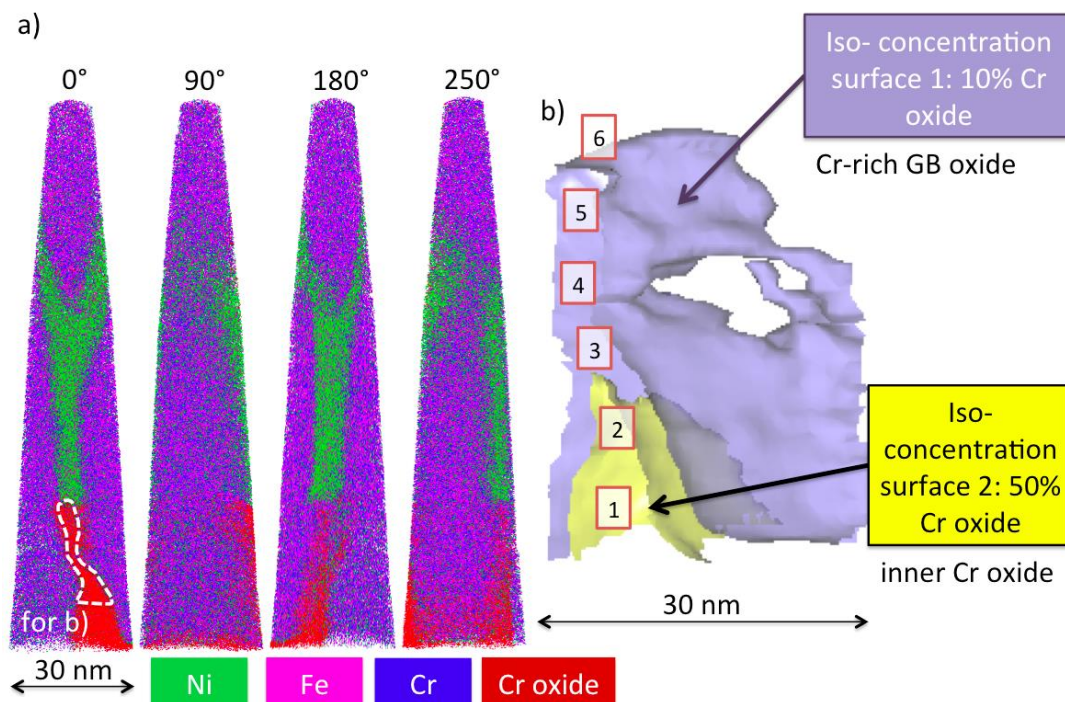 a)
0° 90° 180° 250°
for b)
30 nm
Ni Fe Cr Cr oxide
b)
6
5
4
3
2
1
Iso- concentration
surface 1: 10% Cr
oxide
Cr-rich GB oxide
Iso-
concentration
surface 2: 50%
Cr oxide
inner Cr oxide
30 nm